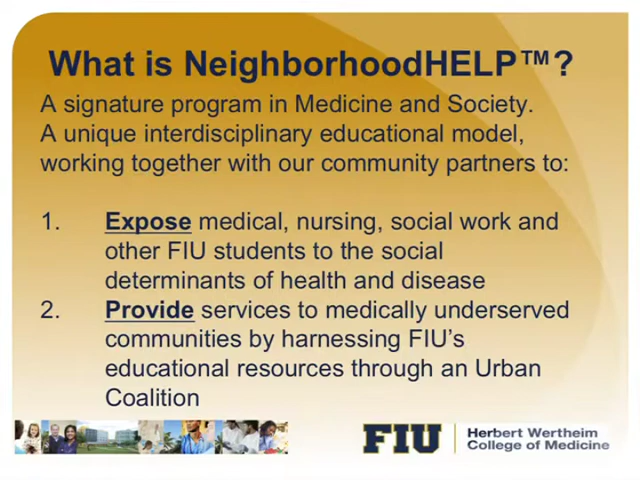 What is NeighborhoodHELP™?
A signature program in Medicine and Society.
A unique interdisciplinary educational model,
working together with our community partners to:
1. Expose medical, nursing, social work and
other FIU students to the social
determinants of health and disease
2. Provide services to medically underserved
communities by harnessing FIU’s
educational resources through an Urban
Coalition
FIU
Herbert Wertheim
College of Medicine